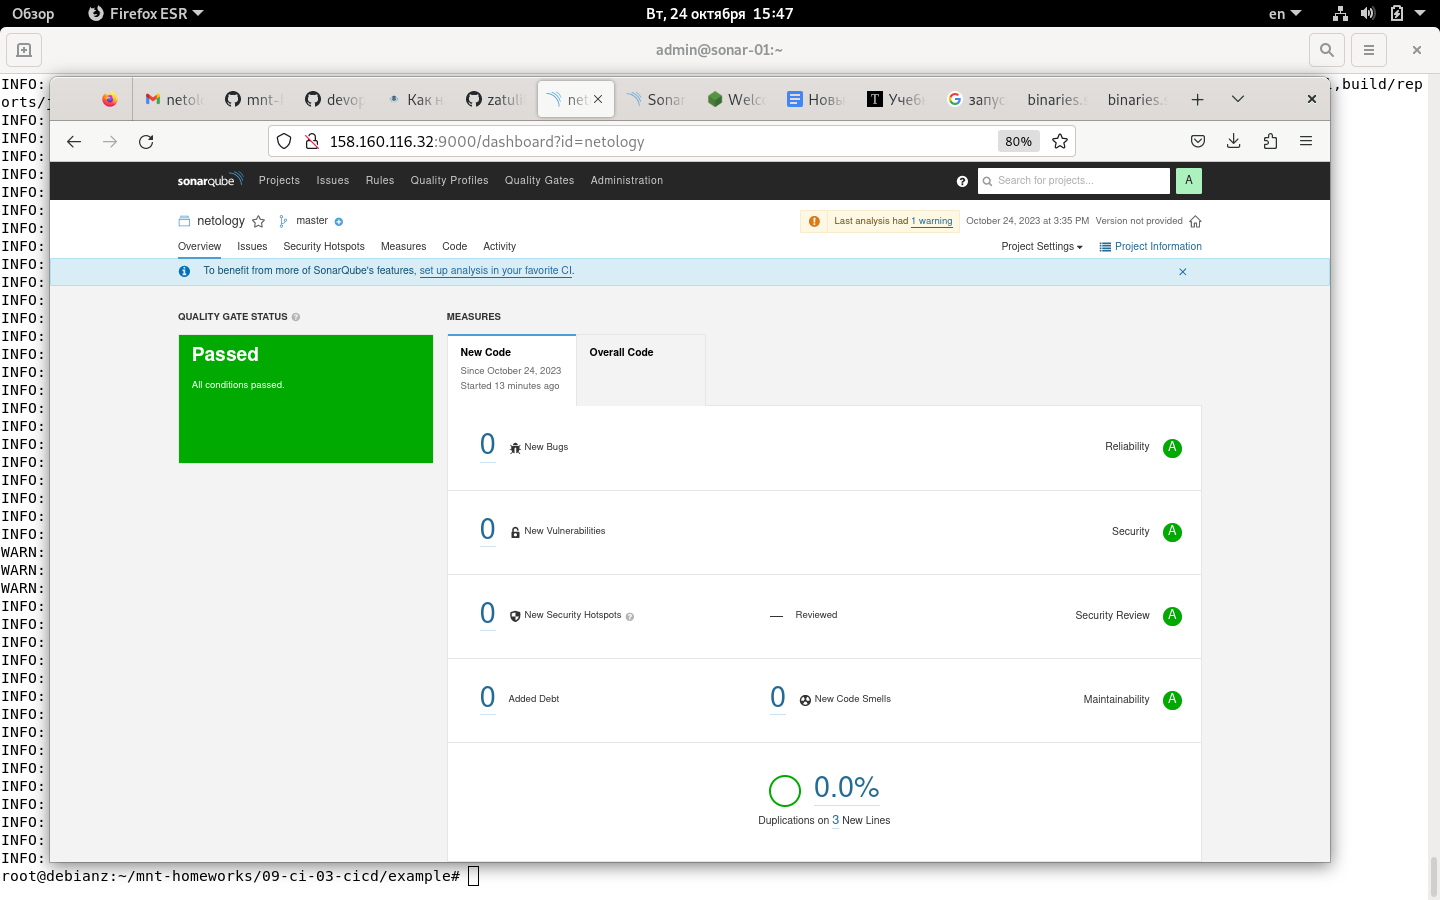 Обзор Firefox ESR Вт, 24 октября 15:47 en
admin@sonar-01:~
INFO: ,build/rep
orts/
netol mnt- devop Как н zatuli net Sonar Welc Новы T Учеб запус binaries. binaries.
INFO:
INFO:
158.160.116.32:9000/dashboard?id=netology 80%
INFO:
INFO:
sonarqube Projects Issues Rules Quality Profiles Quality Gates Administration Search for projects... A
INFO:
INFO:
netology master Last analysis had 1 warning October 24, 2023 at 3:35 PM Version not provided
INFO:
INFO:
Overview Issues Security Hotspots Measures Code Activity Project Settings Project Information
INFO:
To benefit from more of SonarQube's features, set up analysis in your favorite CI.
INFO:
INFO:
INFO:
QUALITY GATE STATUS MEASURES
INFO:
INFO:
Passed New Code Overall Code
INFO:
Since October 24, 2023
All conditions passed. Started 13 minutes ago
INFO:
INFO:
INFO:
INFO:
0 New Bugs Reliability A
INFO:
INFO:
INFO:
INFO:
0 New Vulnerabilities Security A
INFO:
WARN:
WARN:
WARN:
INFO:
0 New Security Hotspots — Reviewed Security Review A
INFO:
INFO:
INFO:
INFO:
0 Added Debt 0 New Code Smells Maintainability A
INFO:
INFO:
INFO:
INFO:
INFO:
0.0%
INFO:
INFO:
Duplications on 3 New Lines
INFO:
INFO:
INFO:
root@debianz:~/mnt-homeworks/09-ci-03-cicd/example#